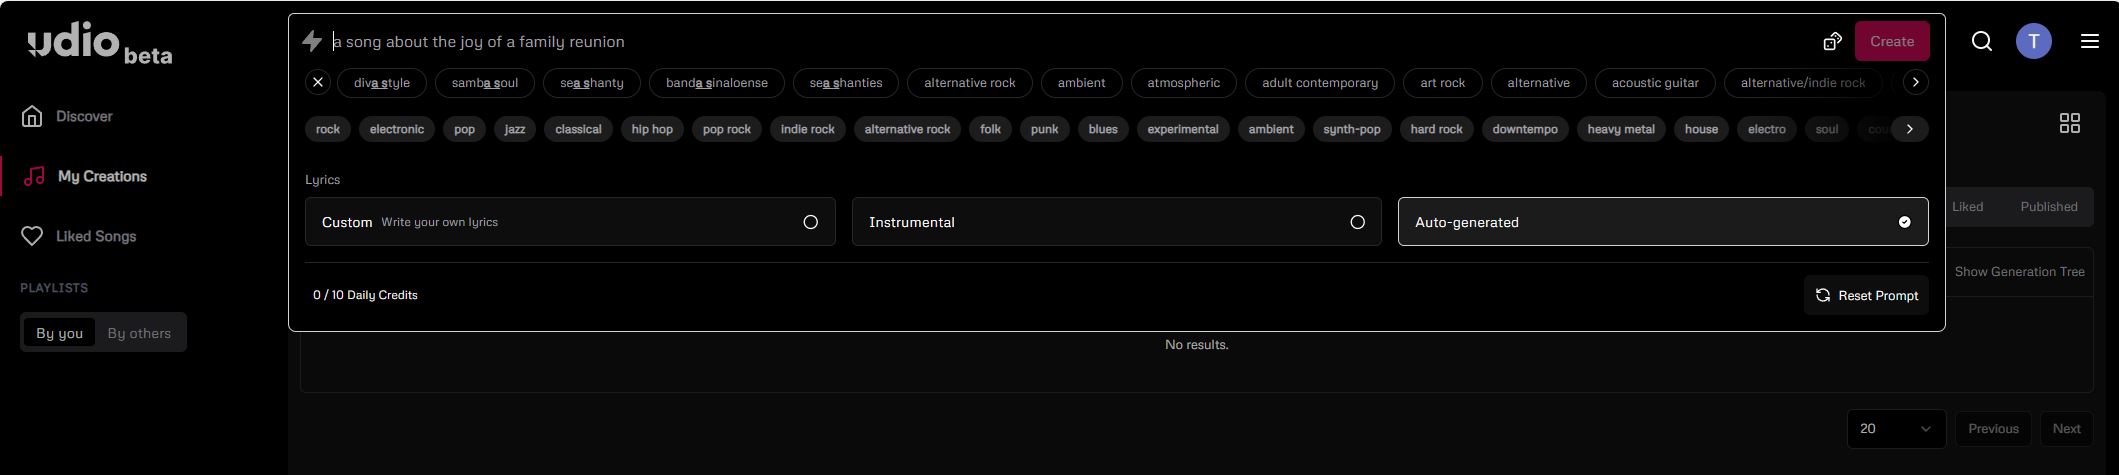 udio beta
a song about the joy of a family reunion
Create
T
diva style samba soul sea shanty banda sinaloense sea shanties alternative rock ambient atmospheric adult contemporary art rock alternative acoustic guitar alternative/indie rock
rock electronic pop jazz classical hip hop pop rock indie rock alternative rock folk punk blues experimental ambient synth-pop hard rock downtempo heavy metal house electro soul
Discover
My Creations
Liked Songs
PLAYLISTS
By you By others
Lyrics
Custom Write your own lyrics
Instrumental
Auto-generated
0 / 10 Daily Credits
Reset Prompt
Liked Published
Show Generation Tree
No results.
20 Previous Next